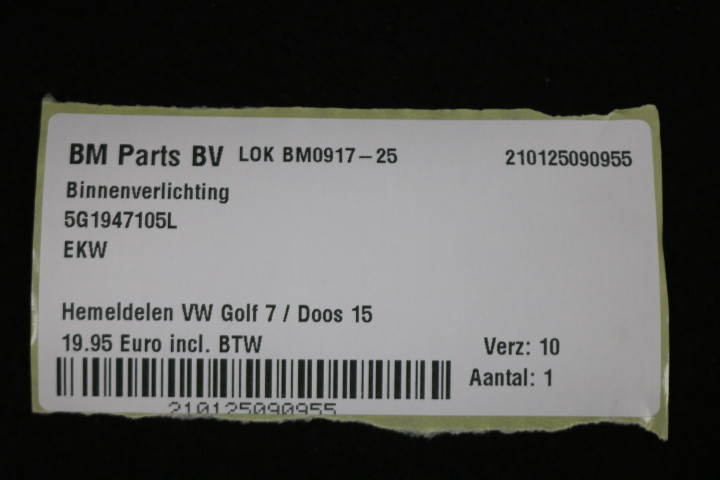 BM Parts BV LOK BM0917-25 210125090955
Binnenverlichting
5G1947105L
EKW
Hemeldelen VW Golf 7 / Doos 15
19.95 Euro incl. BTW Verz: 10
Aantal: 1
210125090955